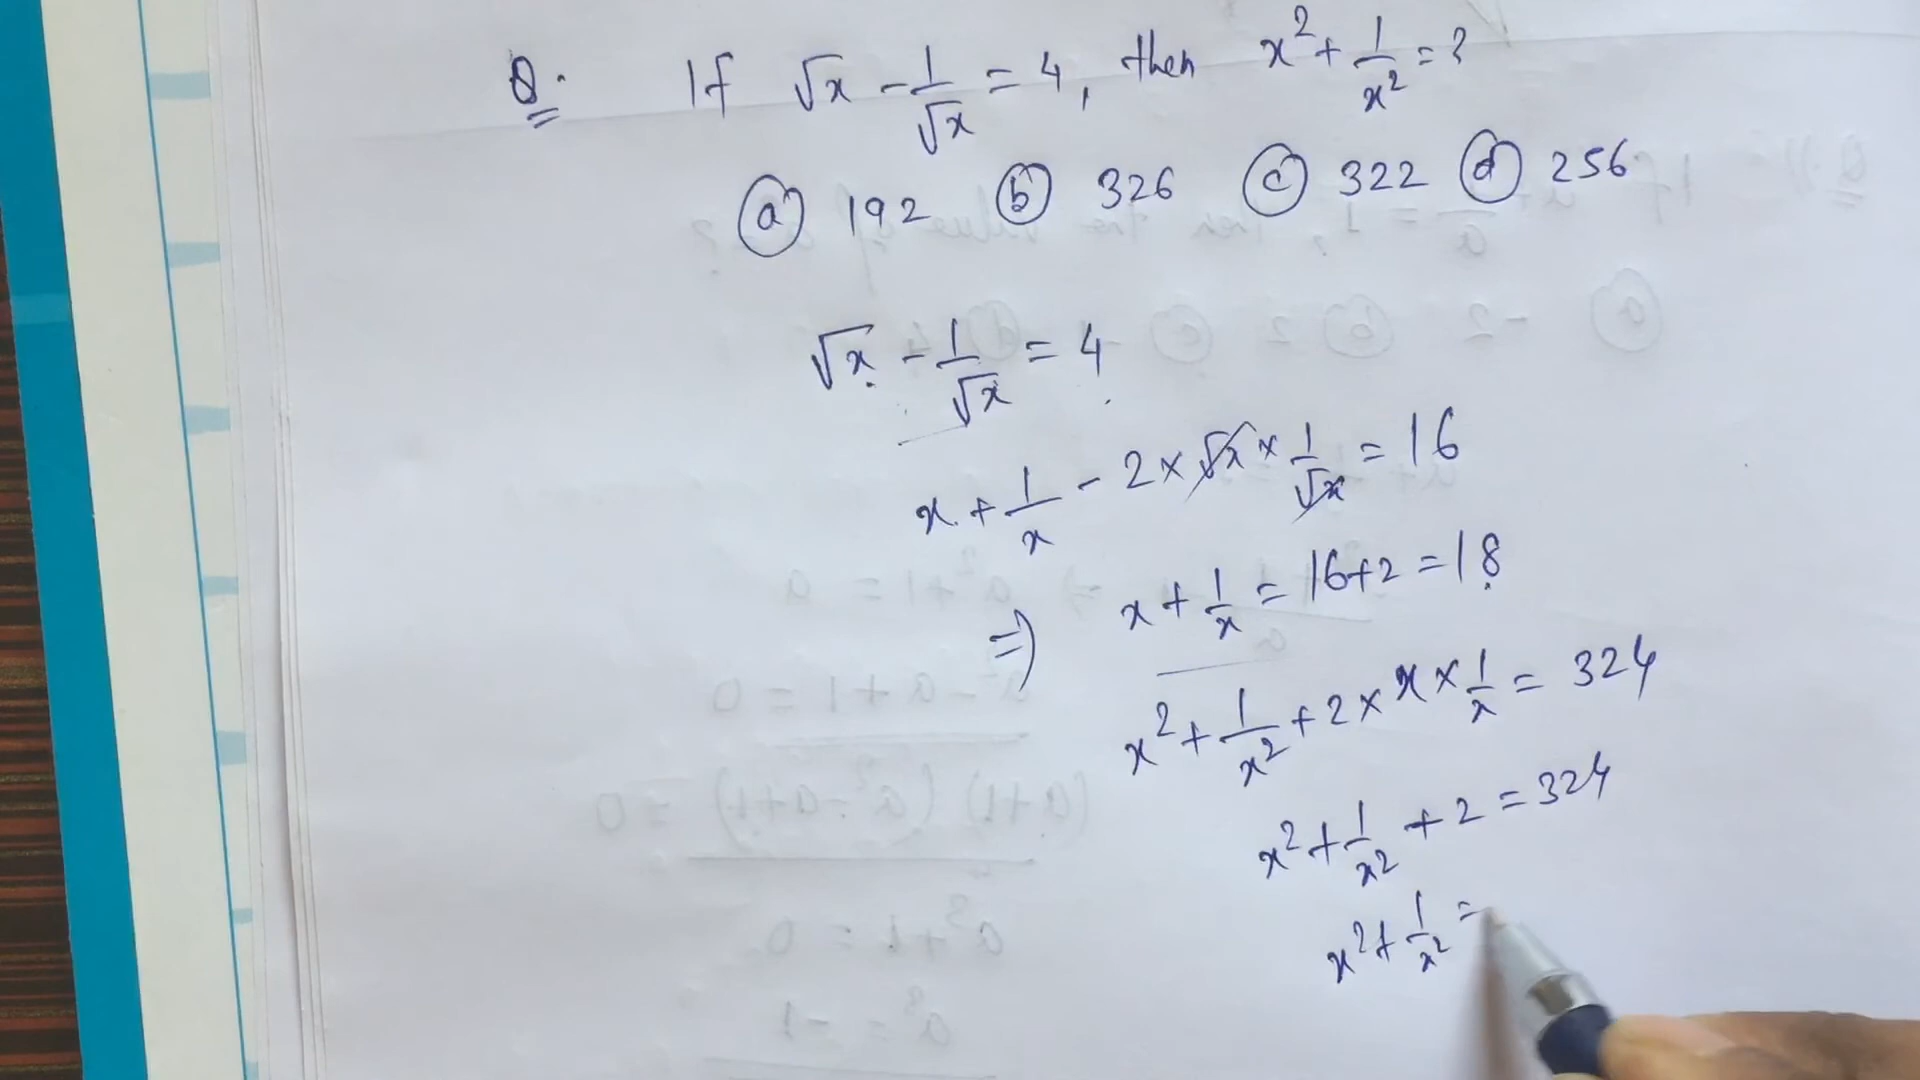 Q. If √x - 1/√x = 4, then x² + 1/x² = ?
(a) 192 (b) 326 (c) 322 (d) 256
√x - 1/√x = 4
x + 1/x - 2 × √x × 1/√x = 16
⇒ x + 1/x = 16+2 = 18
x² + 1/x² + 2 × x × 1/x = 324
x² + 1/x² + 2 = 324
x² + 1/x² =